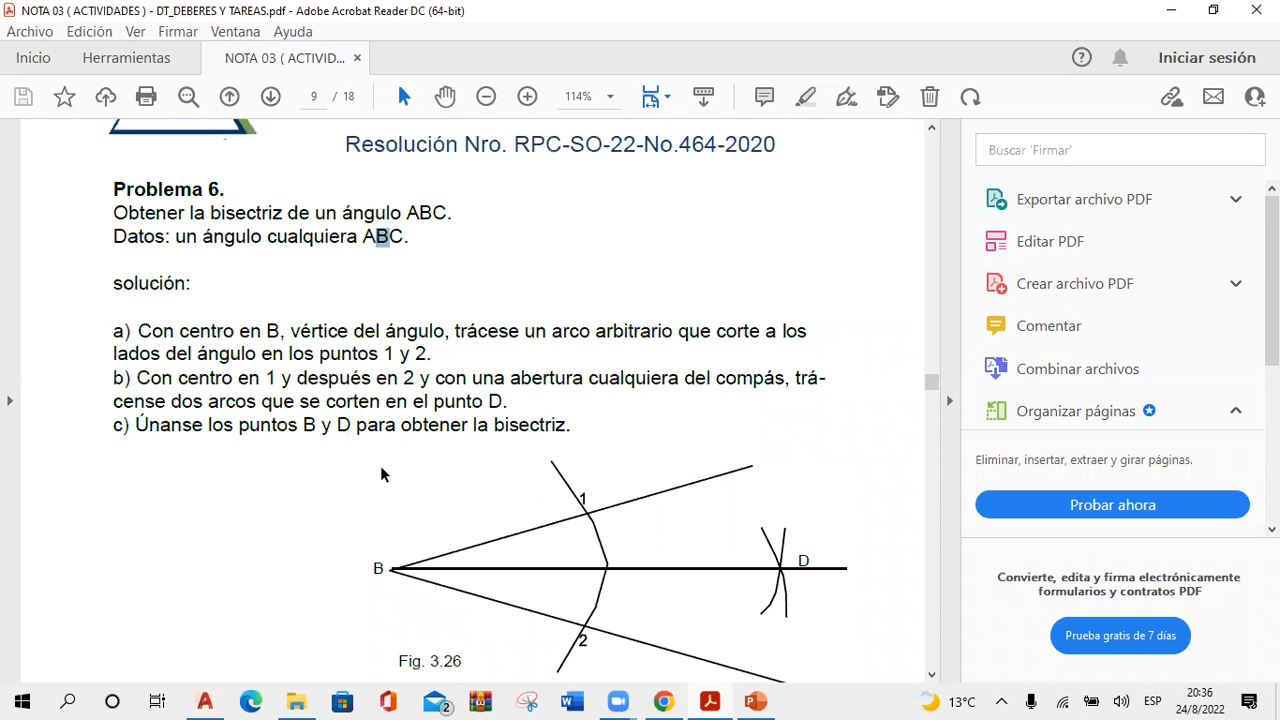 NOTA 03 ( ACTIVIDADES ) - DT_DEBERES Y TAREAS.pdf - Adobe Acrobat Reader DC (64-bit)
Archivo Edición Ver Firmar Ventana Ayuda
Inicio Herramientas NOTA 03 ( ACTIVID... × Iniciar sesión
9 / 18 114%
Resolución Nro. RPC-SO-22-No.464-2020
Problema 6.
Obtener la bisectriz de un ángulo ABC.
Datos: un ángulo cualquiera ABC.
solución:
a) Con centro en B, vértice del ángulo, trácese un arco arbitrario que corte a los
lados del ángulo en los puntos 1 y 2.
b) Con centro en 1 y después en 2 y con una abertura cualquiera del compás, trá-
cense dos arcos que se corten en el punto D.
c) Únanse los puntos B y D para obtener la bisectriz.
1
B
D
2
Fig. 3.26
Buscar 'Firmar'
Exportar archivo PDF
Editar PDF
Crear archivo PDF
Comentar
Combinar archivos
Organizar páginas
Eliminar, insertar, extraer y girar páginas.
Probar ahora
Convierte, edita y firma electrónicamente
formularios y contratos PDF
Prueba gratis de 7 días
2
13°C
ESP
20:36
24/8/2022